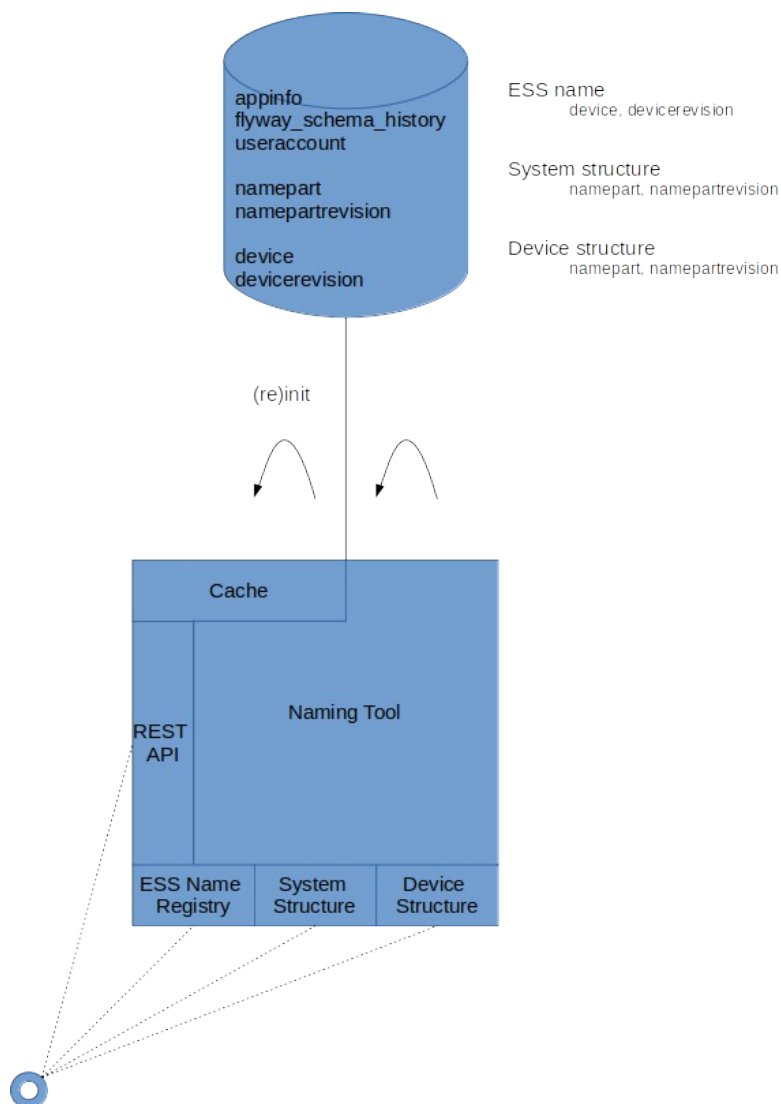 appinfo
flyway_schema_history
useraccount
namepart
namepartrevision
device
devicerevision
ESS name
device, devicerevision
System structure
namepart, namepartrevision
Device structure
namepart, namepartrevision
(re)init
Cache
Naming Tool
REST
API
ESS Name
Registry
System
Structure
Device
Structure